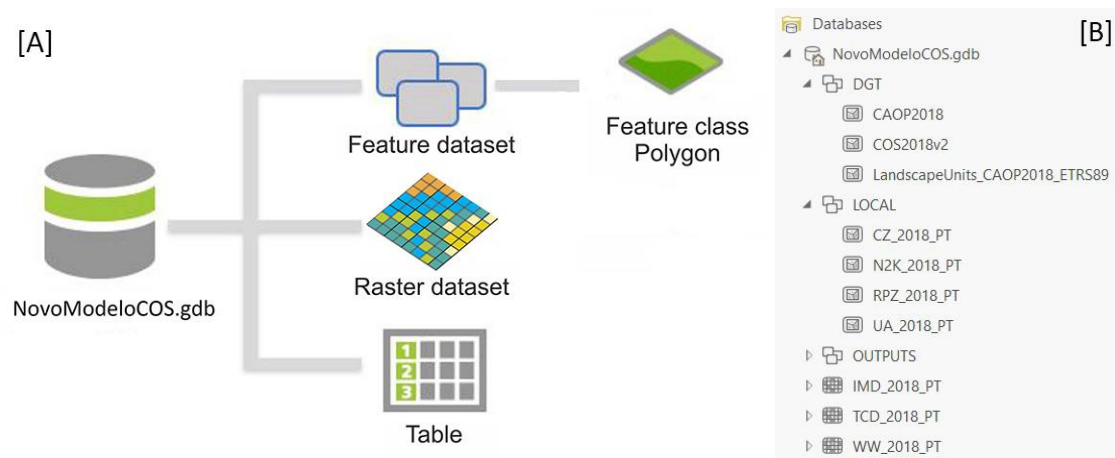 [A]
Feature dataset
Feature class
Polygon
NovoModeloCOS.gdb
Raster dataset
1
2
3
Table
[B]
Databases
NovoModeloCOS.gdb
DGT
CAOP2018
COS2018v2
LandscapeUnits_CAOP2018_ETRS89
LOCAL
CZ_2018_PT
N2K_2018_PT
RPZ_2018_PT
UA_2018_PT
OUTPUTS
IMD_2018_PT
TCD_2018_PT
WW_2018_PT